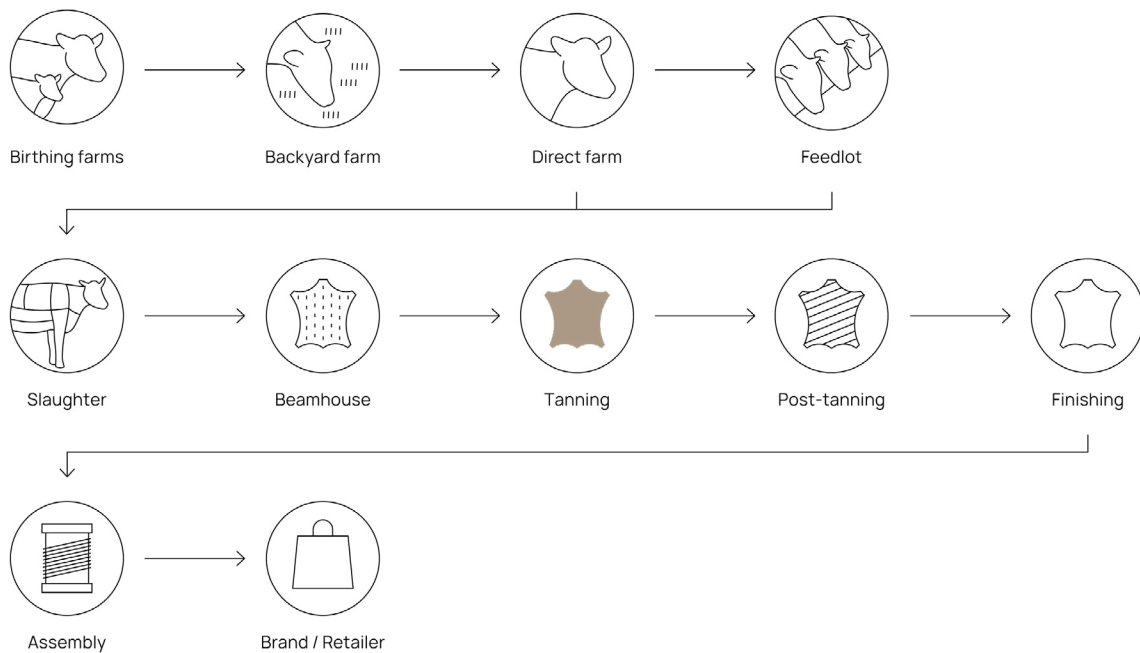 Birthing farms
Backyard farm
Direct farm
Feedlot
Slaughter
Beamhouse
Tanning
Post-tanning
Finishing
Assembly
Brand / Retailer